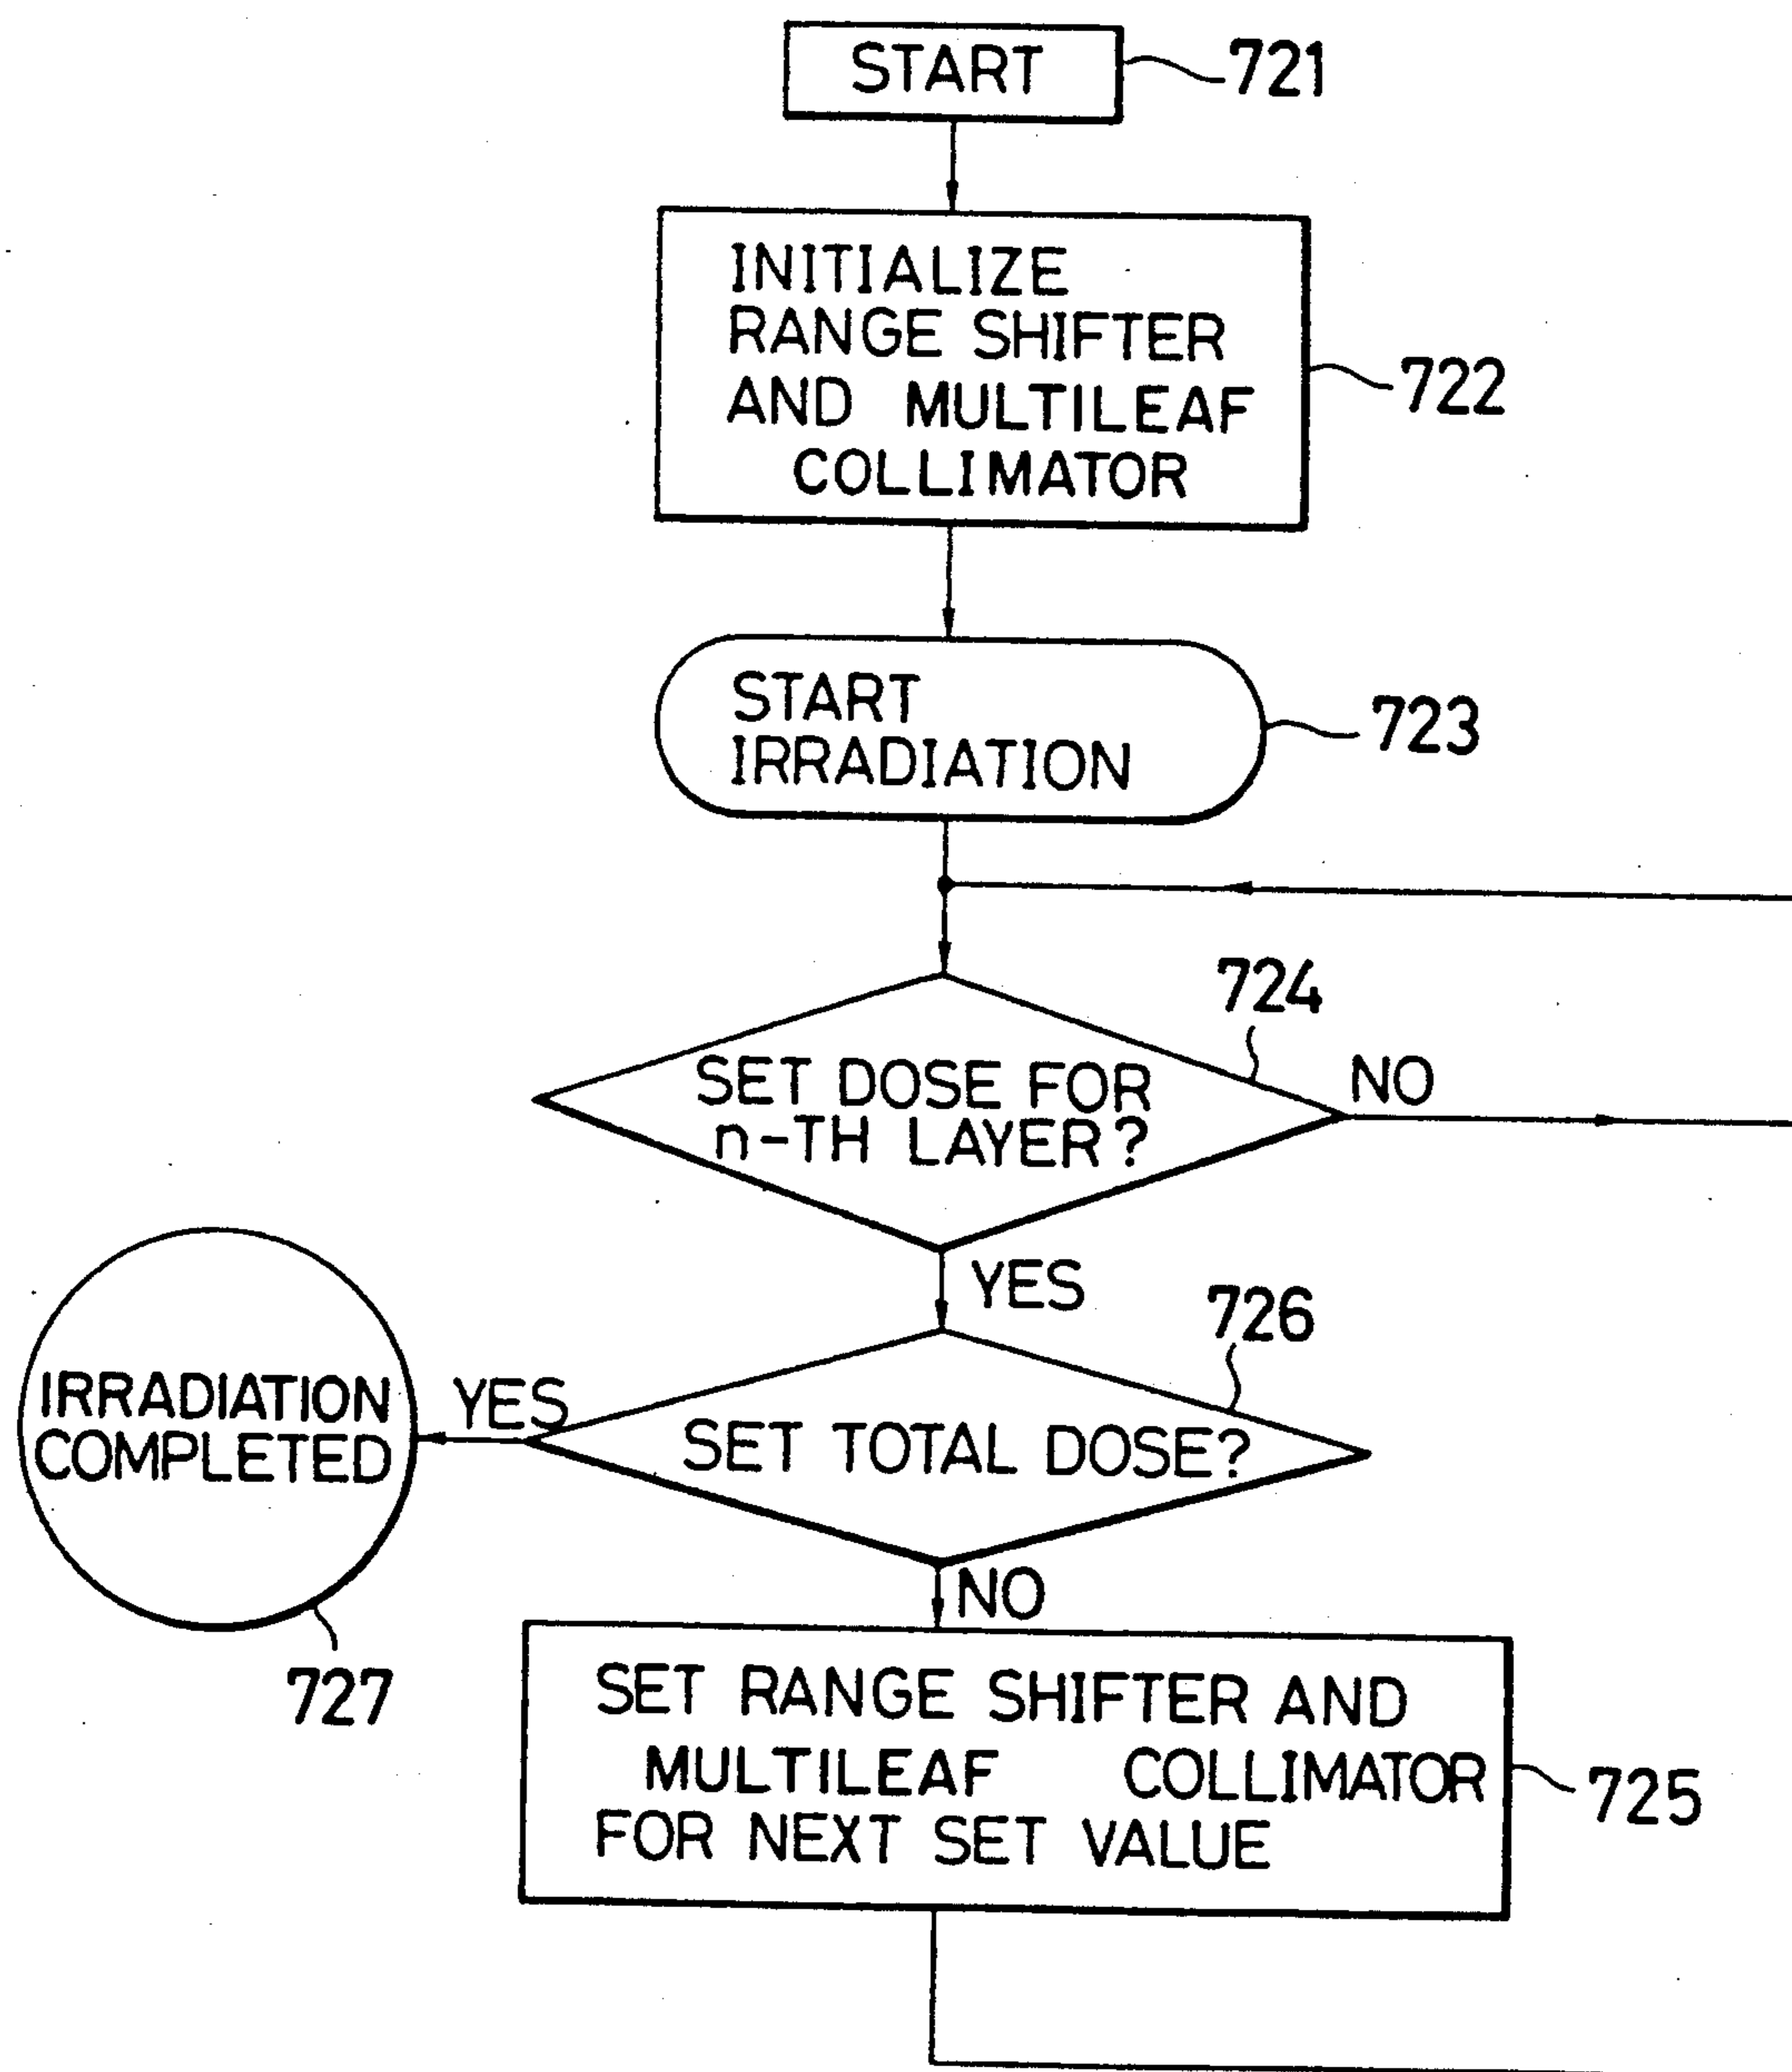 START
721
INITIALIZE
RANGE SHIFTER
AND MULTILEAF
COLLIMATOR
722
START
IRRADIATION
723
724
SET DOSE FOR
n-TH LAYER?
NO
YES
726
SET TOTAL DOSE?
YES
IRRADIATION
COMPLETED
727
NO
SET RANGE SHIFTER AND
MULTILEAF COLLIMATOR
FOR NEXT SET VALUE
725